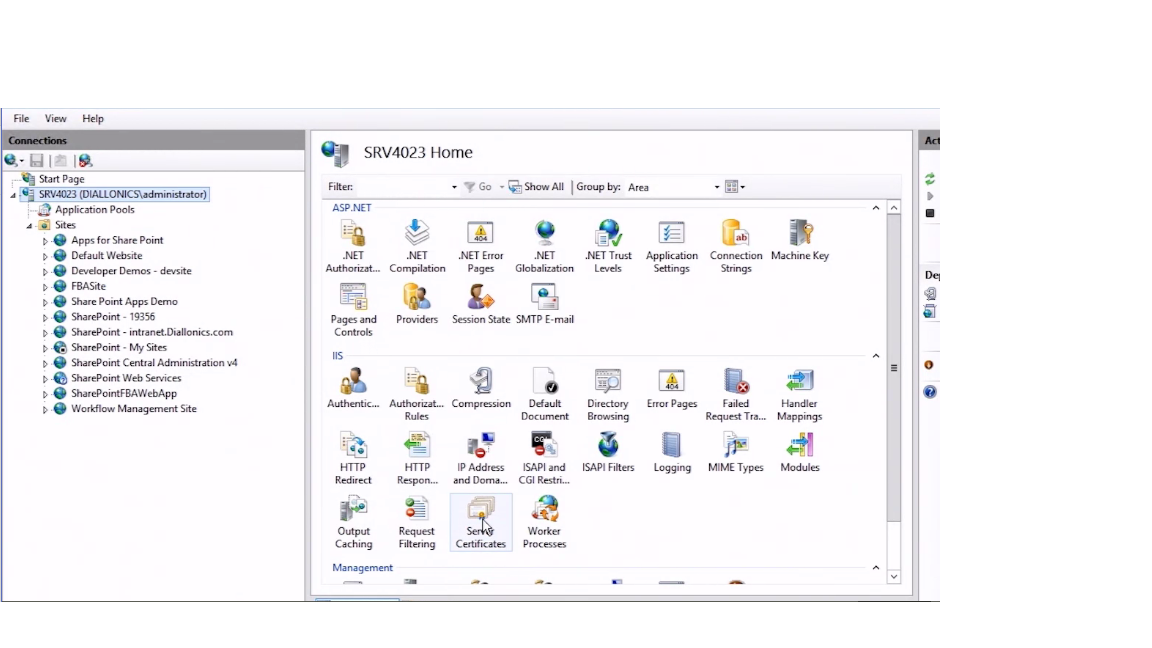 File View Help
Connections
Start Page
SRV4023 (DIALLONICS\administrator)
Application Pools
Sites
Apps for Share Point
Default Website
Developer Demos - devsite
FBASite
Share Point Apps Demo
SharePoint - 19356
SharePoint - intranet.Diallonics.com
SharePoint - My Sites
SharePoint Central Administration v4
SharePoint Web Services
SharePointFBAWebApp
Workflow Management Site
SRV4023 Home
Filter: Go Show All Group by: Area
ASP.NET
.NET .NET .NET Error .NET .NET Trust Application Connection Machine Key
Authorizat... Compilation Pages Globalization Levels Settings Strings
Pages and Providers Session State SMTP E-mail
Controls
IIS
Authentic... Authorizat... Compression Default Directory Error Pages Failed Handler
Rules Document Browsing Request Tra... Mappings
HTTP HTTP IP Address ISAPI and ISAPI Filters Logging MIME Types Modules
Redirect Respon... and Doma... CGI Restri...
Output Request Server Worker
Caching Filtering Certificates Processes
Management
Act
Dep